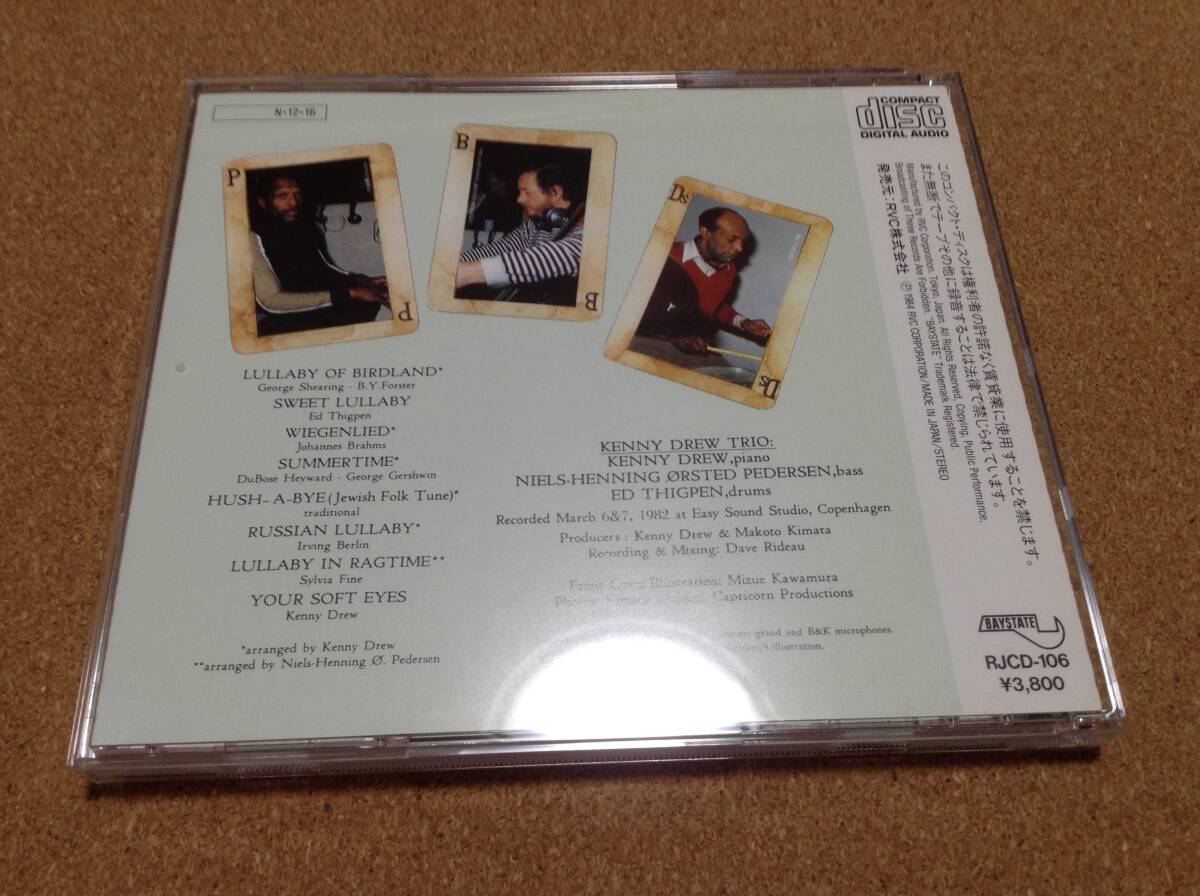 N・12・16
P
P
B
B
Ds
Ds
LULLABY OF BIRDLAND*
George Shearing - B.Y.Forster
SWEET LULLABY
Ed Thigpen
WIEGENLIED*
Johannes Brahms
SUMMERTIME*
DuBose Heyward - George Gershwin
HUSH-A-BYE (Jewish Folk Tune)*
traditional
RUSSIAN LULLABY*
Irving Berlin
LULLABY IN RAGTIME**
Sylvia Fine
YOUR SOFT EYES
Kenny Drew
*arranged by Kenny Drew
**arranged by Niels-Henning Ø. Pedersen
KENNY DREW TRIO:
KENNY DREW,piano
NIELS-HENNING ØRSTED PEDERSEN,bass
ED THIGPEN,drums
Recorded March 6&7, 1982 at Easy Sound Studio, Copenhagen
Producers : Kenny Drew & Makoto Kimata
Recording & Mixing: Dave Rideau
Front Cover Illustration: Mizue Kawamura
Capricorn Productions
grand and B&K microphones.
illustration.
COMPACT
disc
DIGITAL AUDIO
このコンパクト・ディスクは権利者の許諾なく賃貸業に使用することを禁じます。
また無断でテープその他に録音することは法律で禁じられています。
Manufactured by RVC Corporation, Tokyo, Japan. All Rights Reserved, Copying, Public Performance,
Broadcasting of These Records Are Forbidden. "BAYSTATE" Trademark Registered.
発売元：RVC株式会社 Ⓟ 1984 RVC CORPORATION/MADE IN JAPAN/STEREO
BAYSTATE
RJCD-106
¥3,800